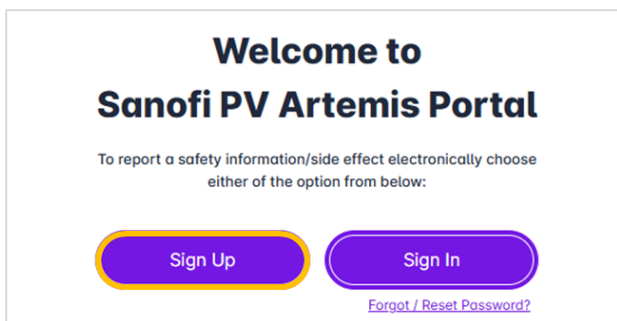 Welcome to
Sanofi PV Artemis Portal
To report a safety information/side effect electronically choose
either of the option from below:
Sign Up
Sign In
Forgot / Reset Password?